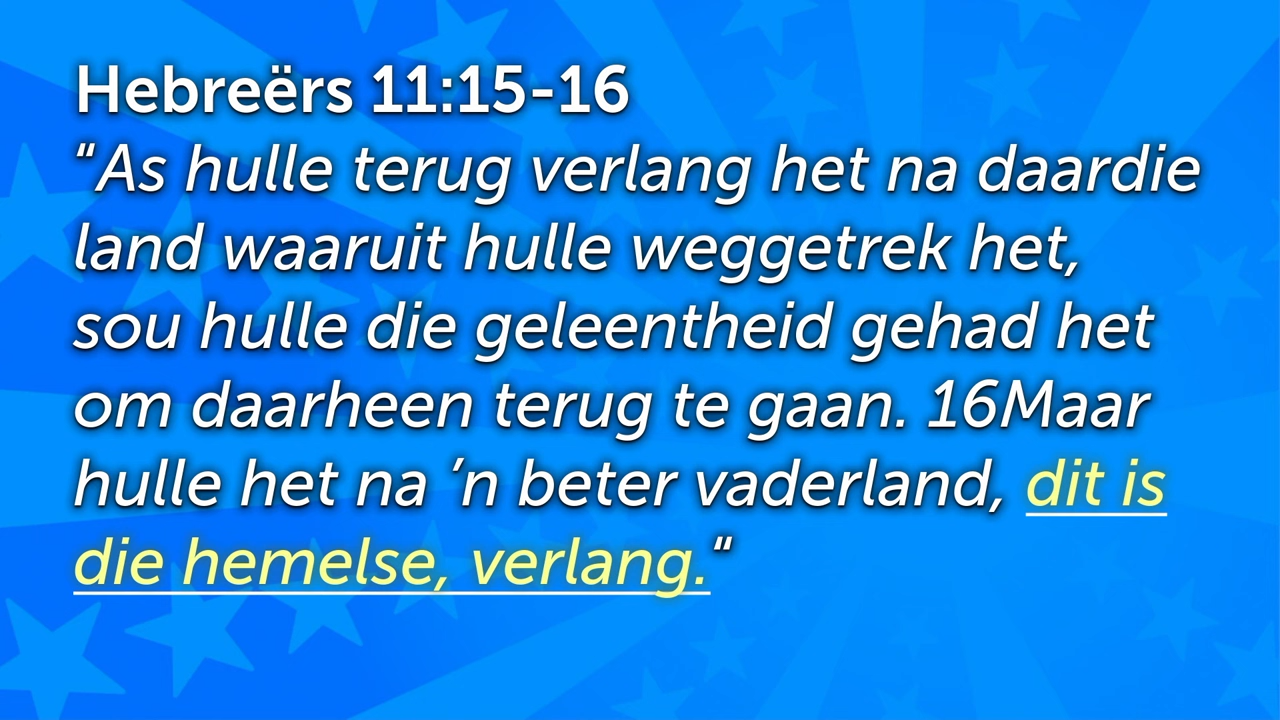 Hebreërs 11:15-16
“As hulle terug verlang het na daardie
land waaruit hulle weggetrek het,
sou hulle die geleentheid gehad het
om daarheen terug te gaan. 16Maar
hulle het na ’n beter vaderland, dit is
die hemelse, verlang.“